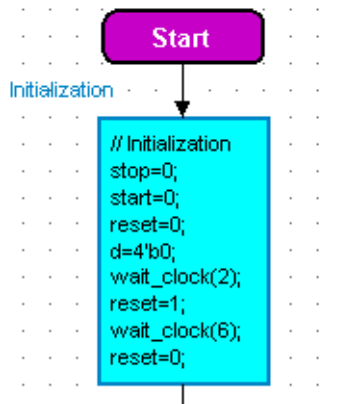 Start
Initialization
// Initialization
stop=0;
start=0;
reset=0;
d=4'b0;
wait_clock(2);
reset=1;
wait_clock(6);
reset=0;